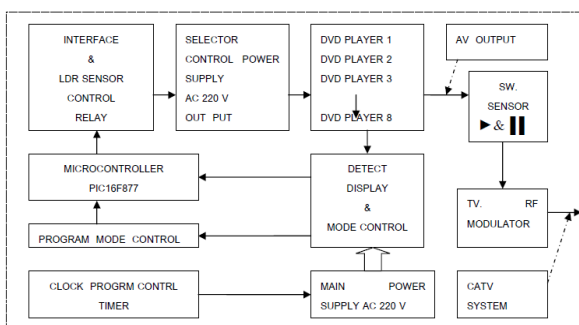 INTERFACE
&
LDR SENSOR
CONTROL
RELAY
SELECTOR
CONTROL POWER
SUPPLY
AC 220 V
OUT PUT
DVD PLAYER 1
DVD PLAYER 2
DVD PLAYER 3
DVD PLAYER 8
AV OUTPUT
SW.
SENSOR
►& ▌▌
MICROCONTROLLER
PIC16F877
DETECT
DISPLAY
&
MODE CONTROL
TV. RF
MODULATOR
PROGRAM MODE CONTROL
CLOCK PROGRM CONTRL
TIMER
MAIN POWER
SUPPLY AC 220 V
CATV
SYSTEM